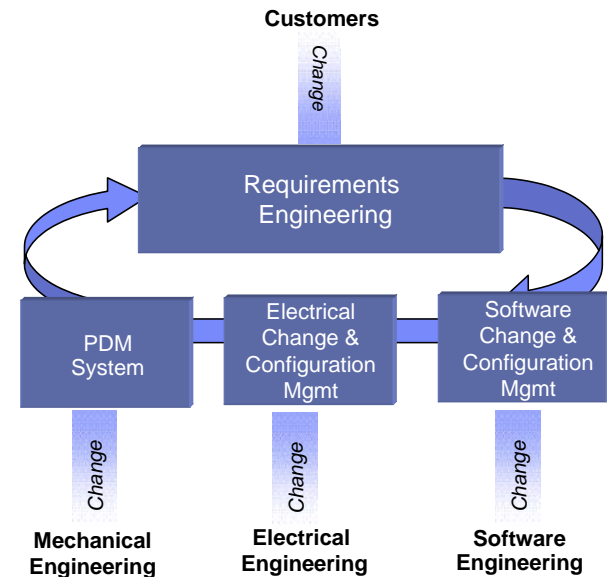 Customers
Change
Requirements
Engineering
PDM
System
Electrical
Change &
Configuration
Mgmt
Software
Change &
Configuration
Mgmt
Change
Change
Change
Mechanical
Engineering
Electrical
Engineering
Software
Engineering